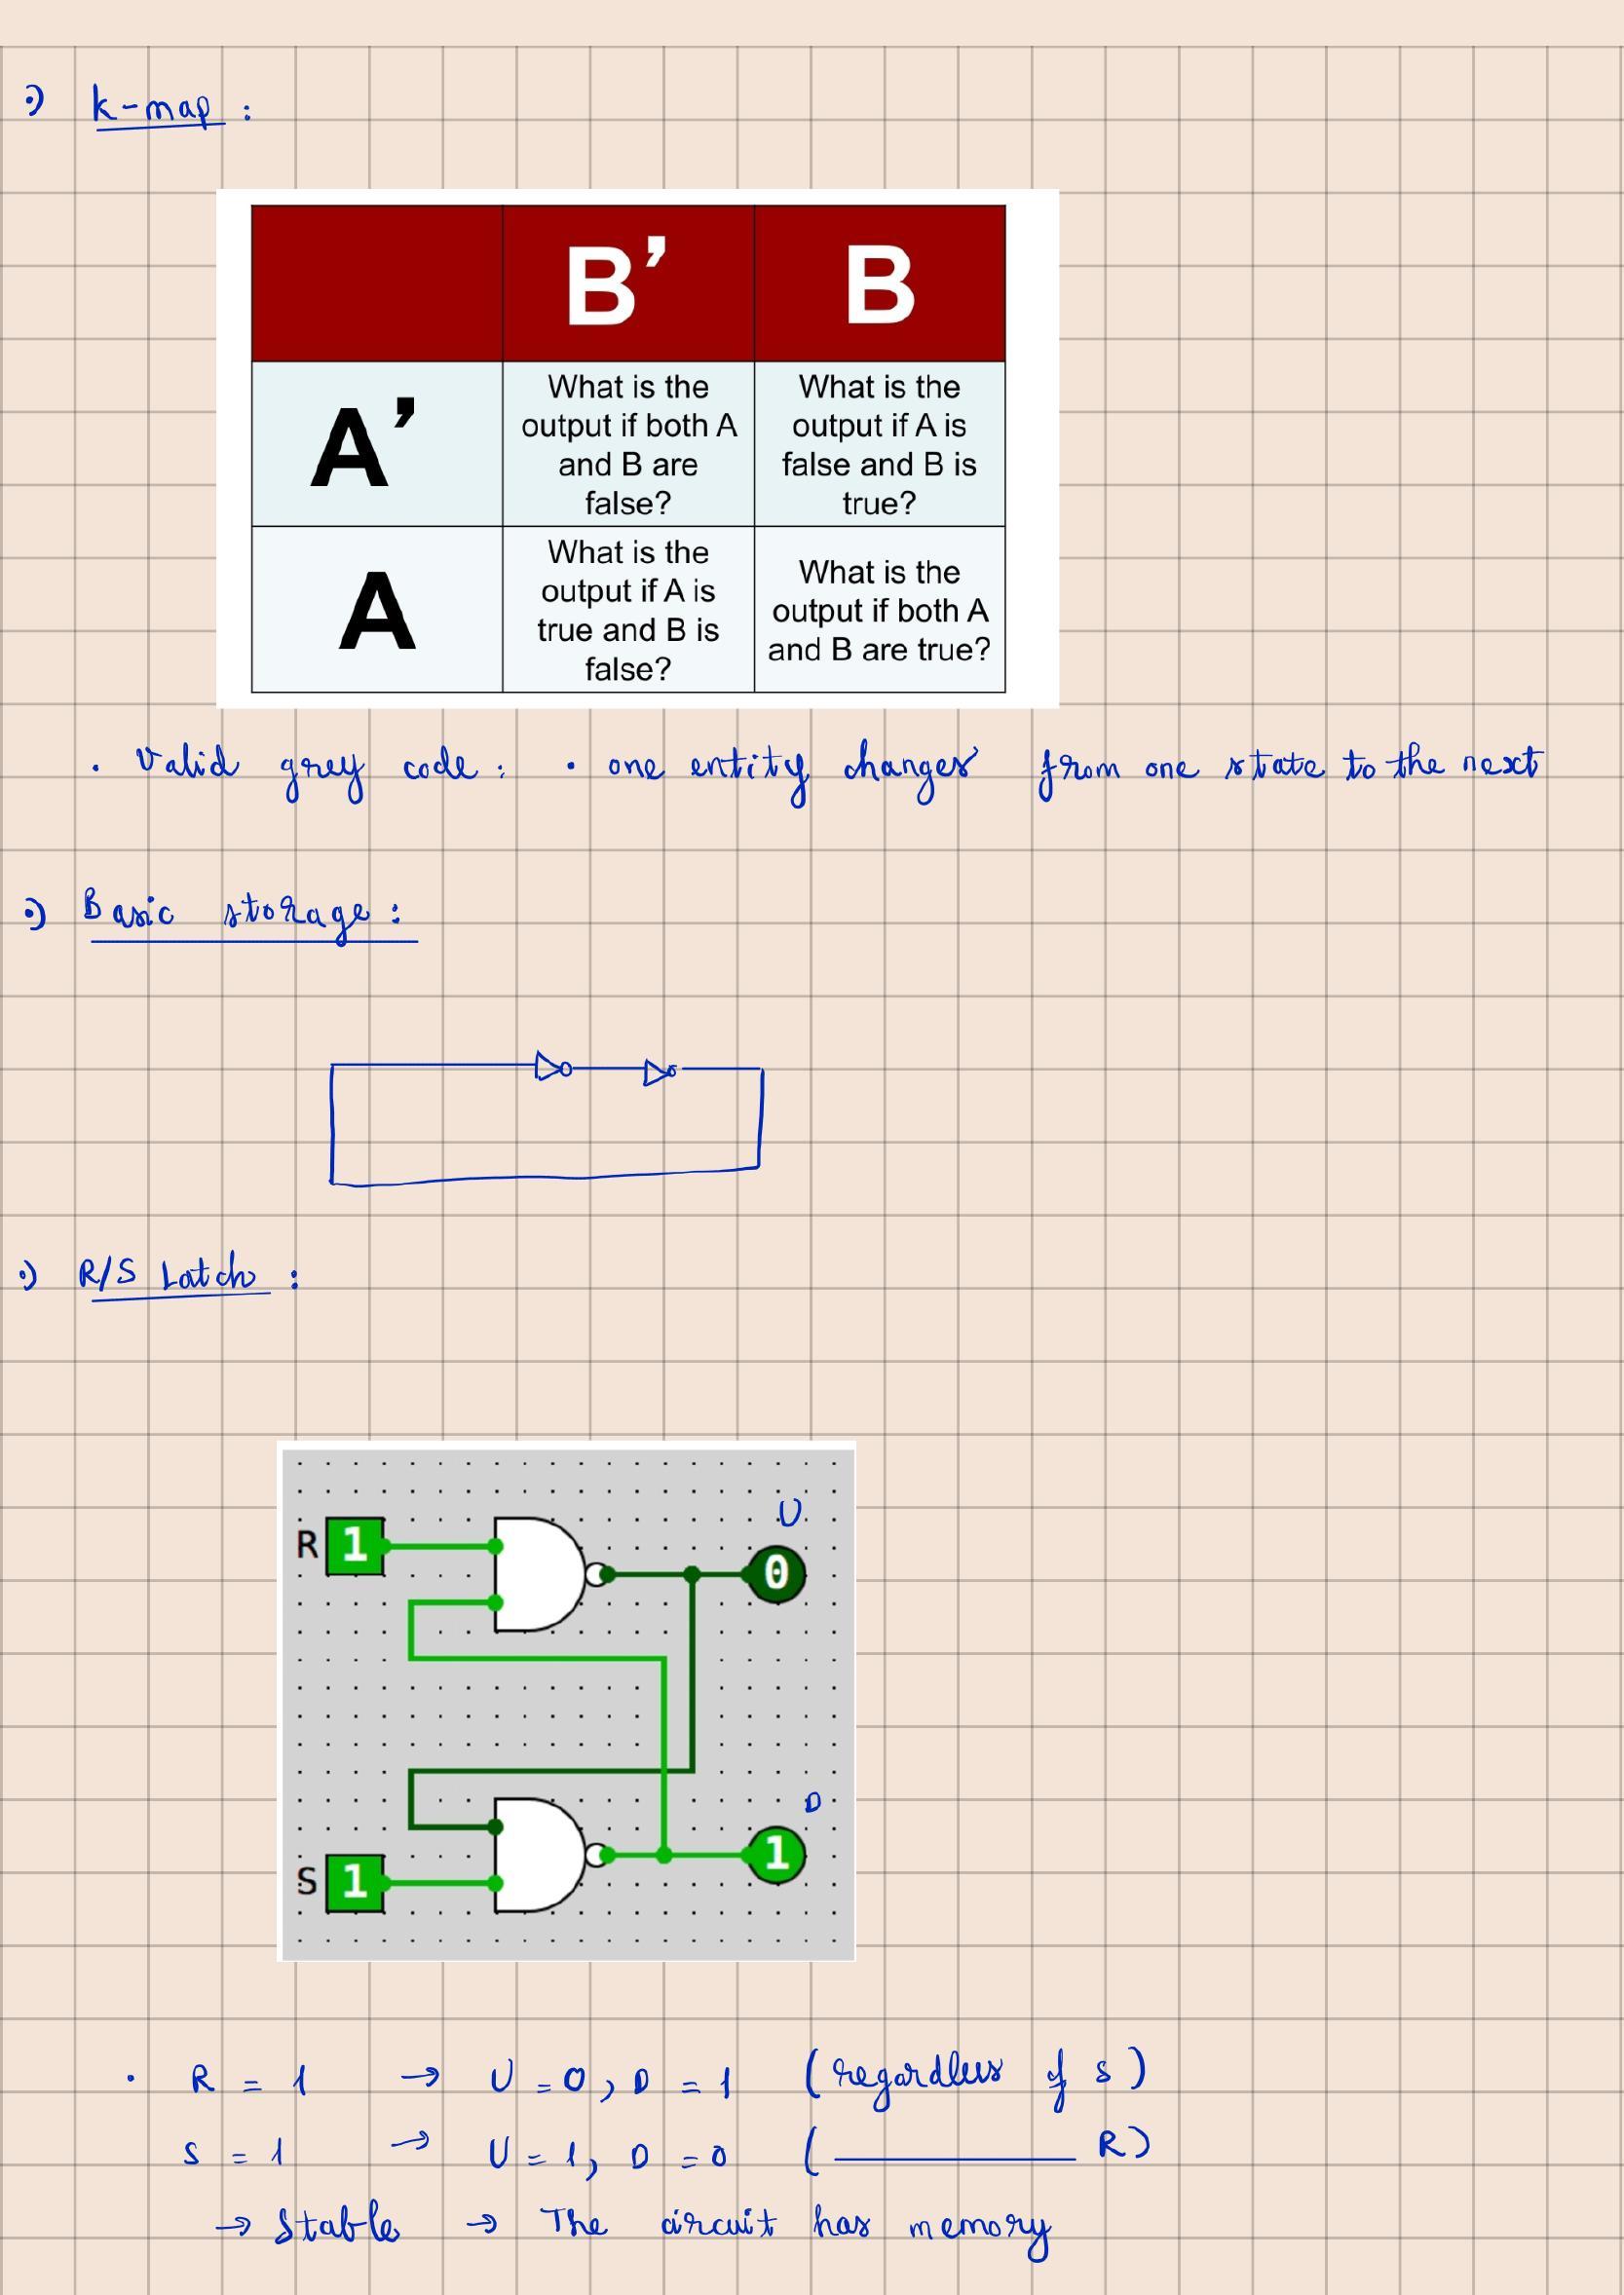 k-map :
B’ B
A’
What is the
output if both A
and B are
false?
What is the
output if A is
false and B is
true?
A
What is the
output if A is
true and B is
false?
What is the
output if both A
and B are true?
· Valid grey code : · one entity changes from one state to the next
Basic storage :
R/S Latch :
U
R 1 0
D
S 1 1
· R = 1 → U = 0, D = 1 (regardless of s)
S = 1 → U = 1, D = 0 ( ________ R)
→ Stable → The circuit has memory